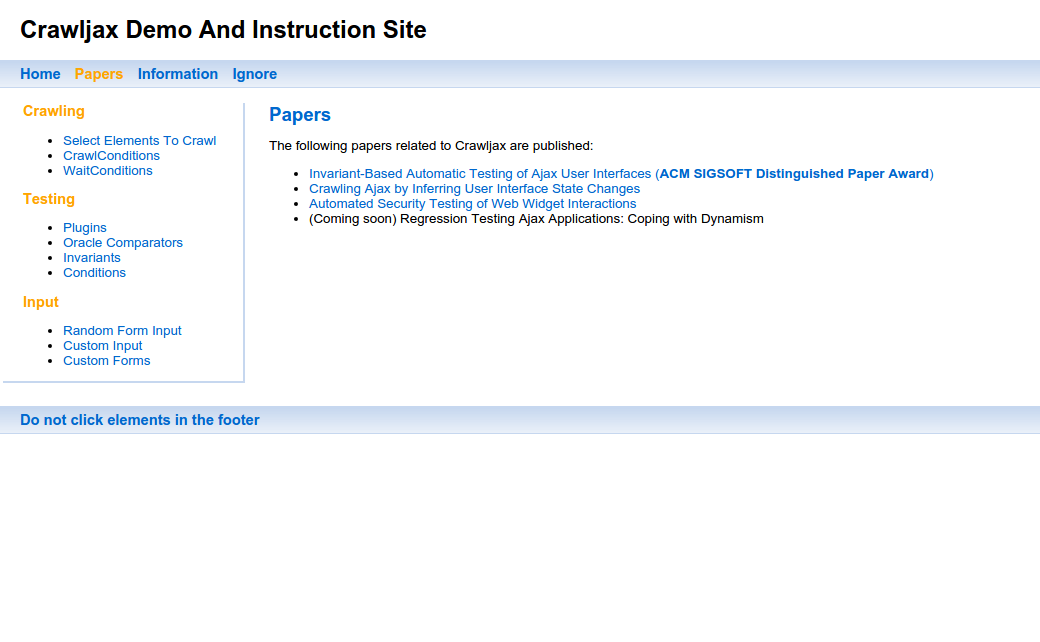 Crawljax Demo And Instruction Site
Home Papers Information Ignore
Crawling
Select Elements To Crawl
CrawlConditions
WaitConditions
Testing
Plugins
Oracle Comparators
Invariants
Conditions
Input
Random Form Input
Custom Input
Custom Forms
Papers
The following papers related to Crawljax are published:
Invariant-Based Automatic Testing of Ajax User Interfaces (ACM SIGSOFT Distinguished Paper Award)
Crawling Ajax by Inferring User Interface State Changes
Automated Security Testing of Web Widget Interactions
(Coming soon) Regression Testing Ajax Applications: Coping with Dynamism
Do not click elements in the footer